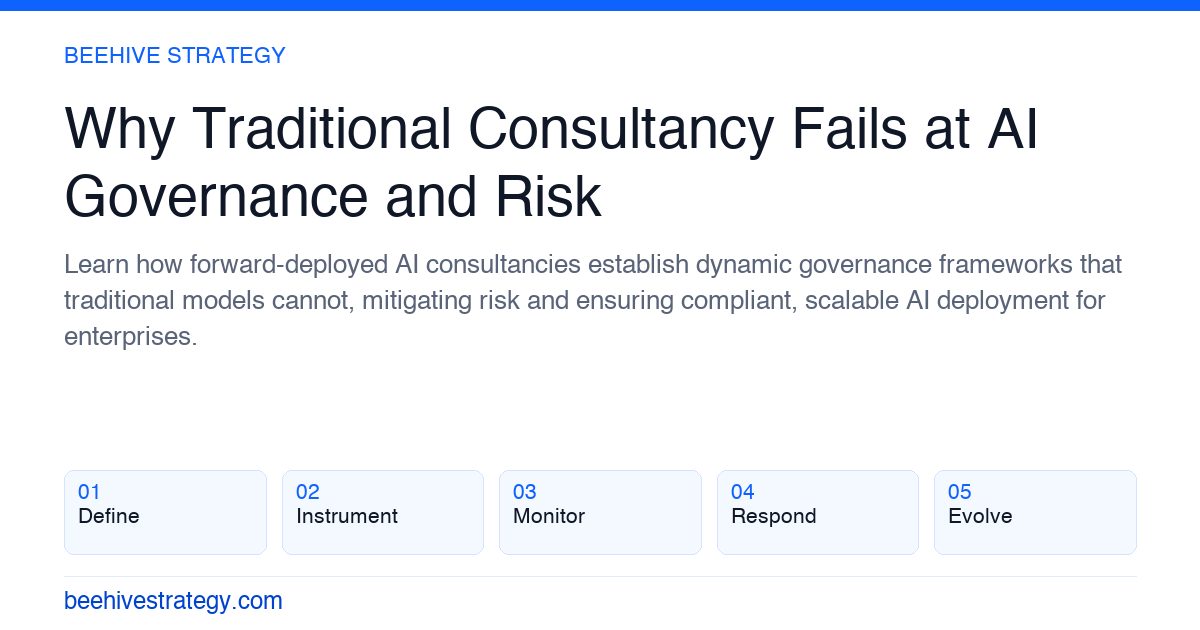 BEEHIVE STRATEGY
Why Traditional Consultancy Fails at AI
Governance and Risk
Learn how forward-deployed AI consultancies establish dynamic governance frameworks that
traditional models cannot, mitigating risk and ensuring compliant, scalable AI deployment for
enterprises.
01
Define
02
Instrument
03
Monitor
04
Respond
05
Evolve
beehivestrategy.com